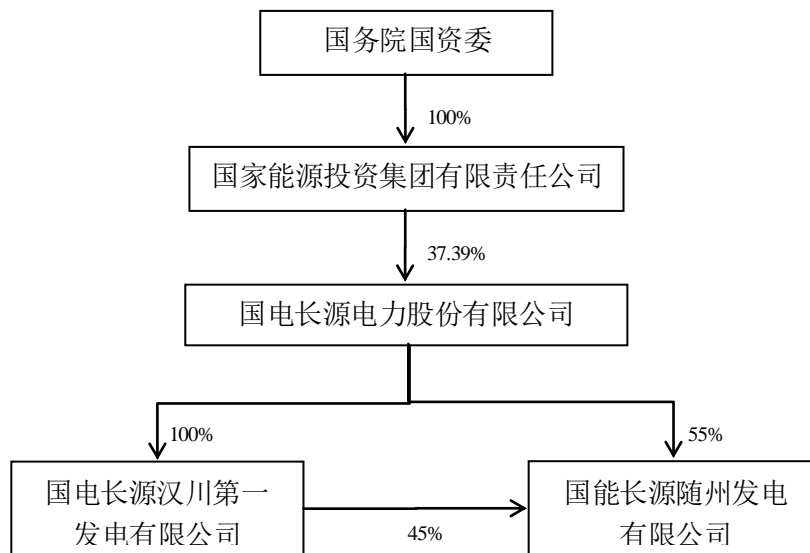 国务院国资委
100%
国家能源投资集团有限责任公司
37.39%
国电长源电力股份有限公司
100%
55%
国电长源汉川第一
发电有限公司
45%
国能长源随州发电
有限公司